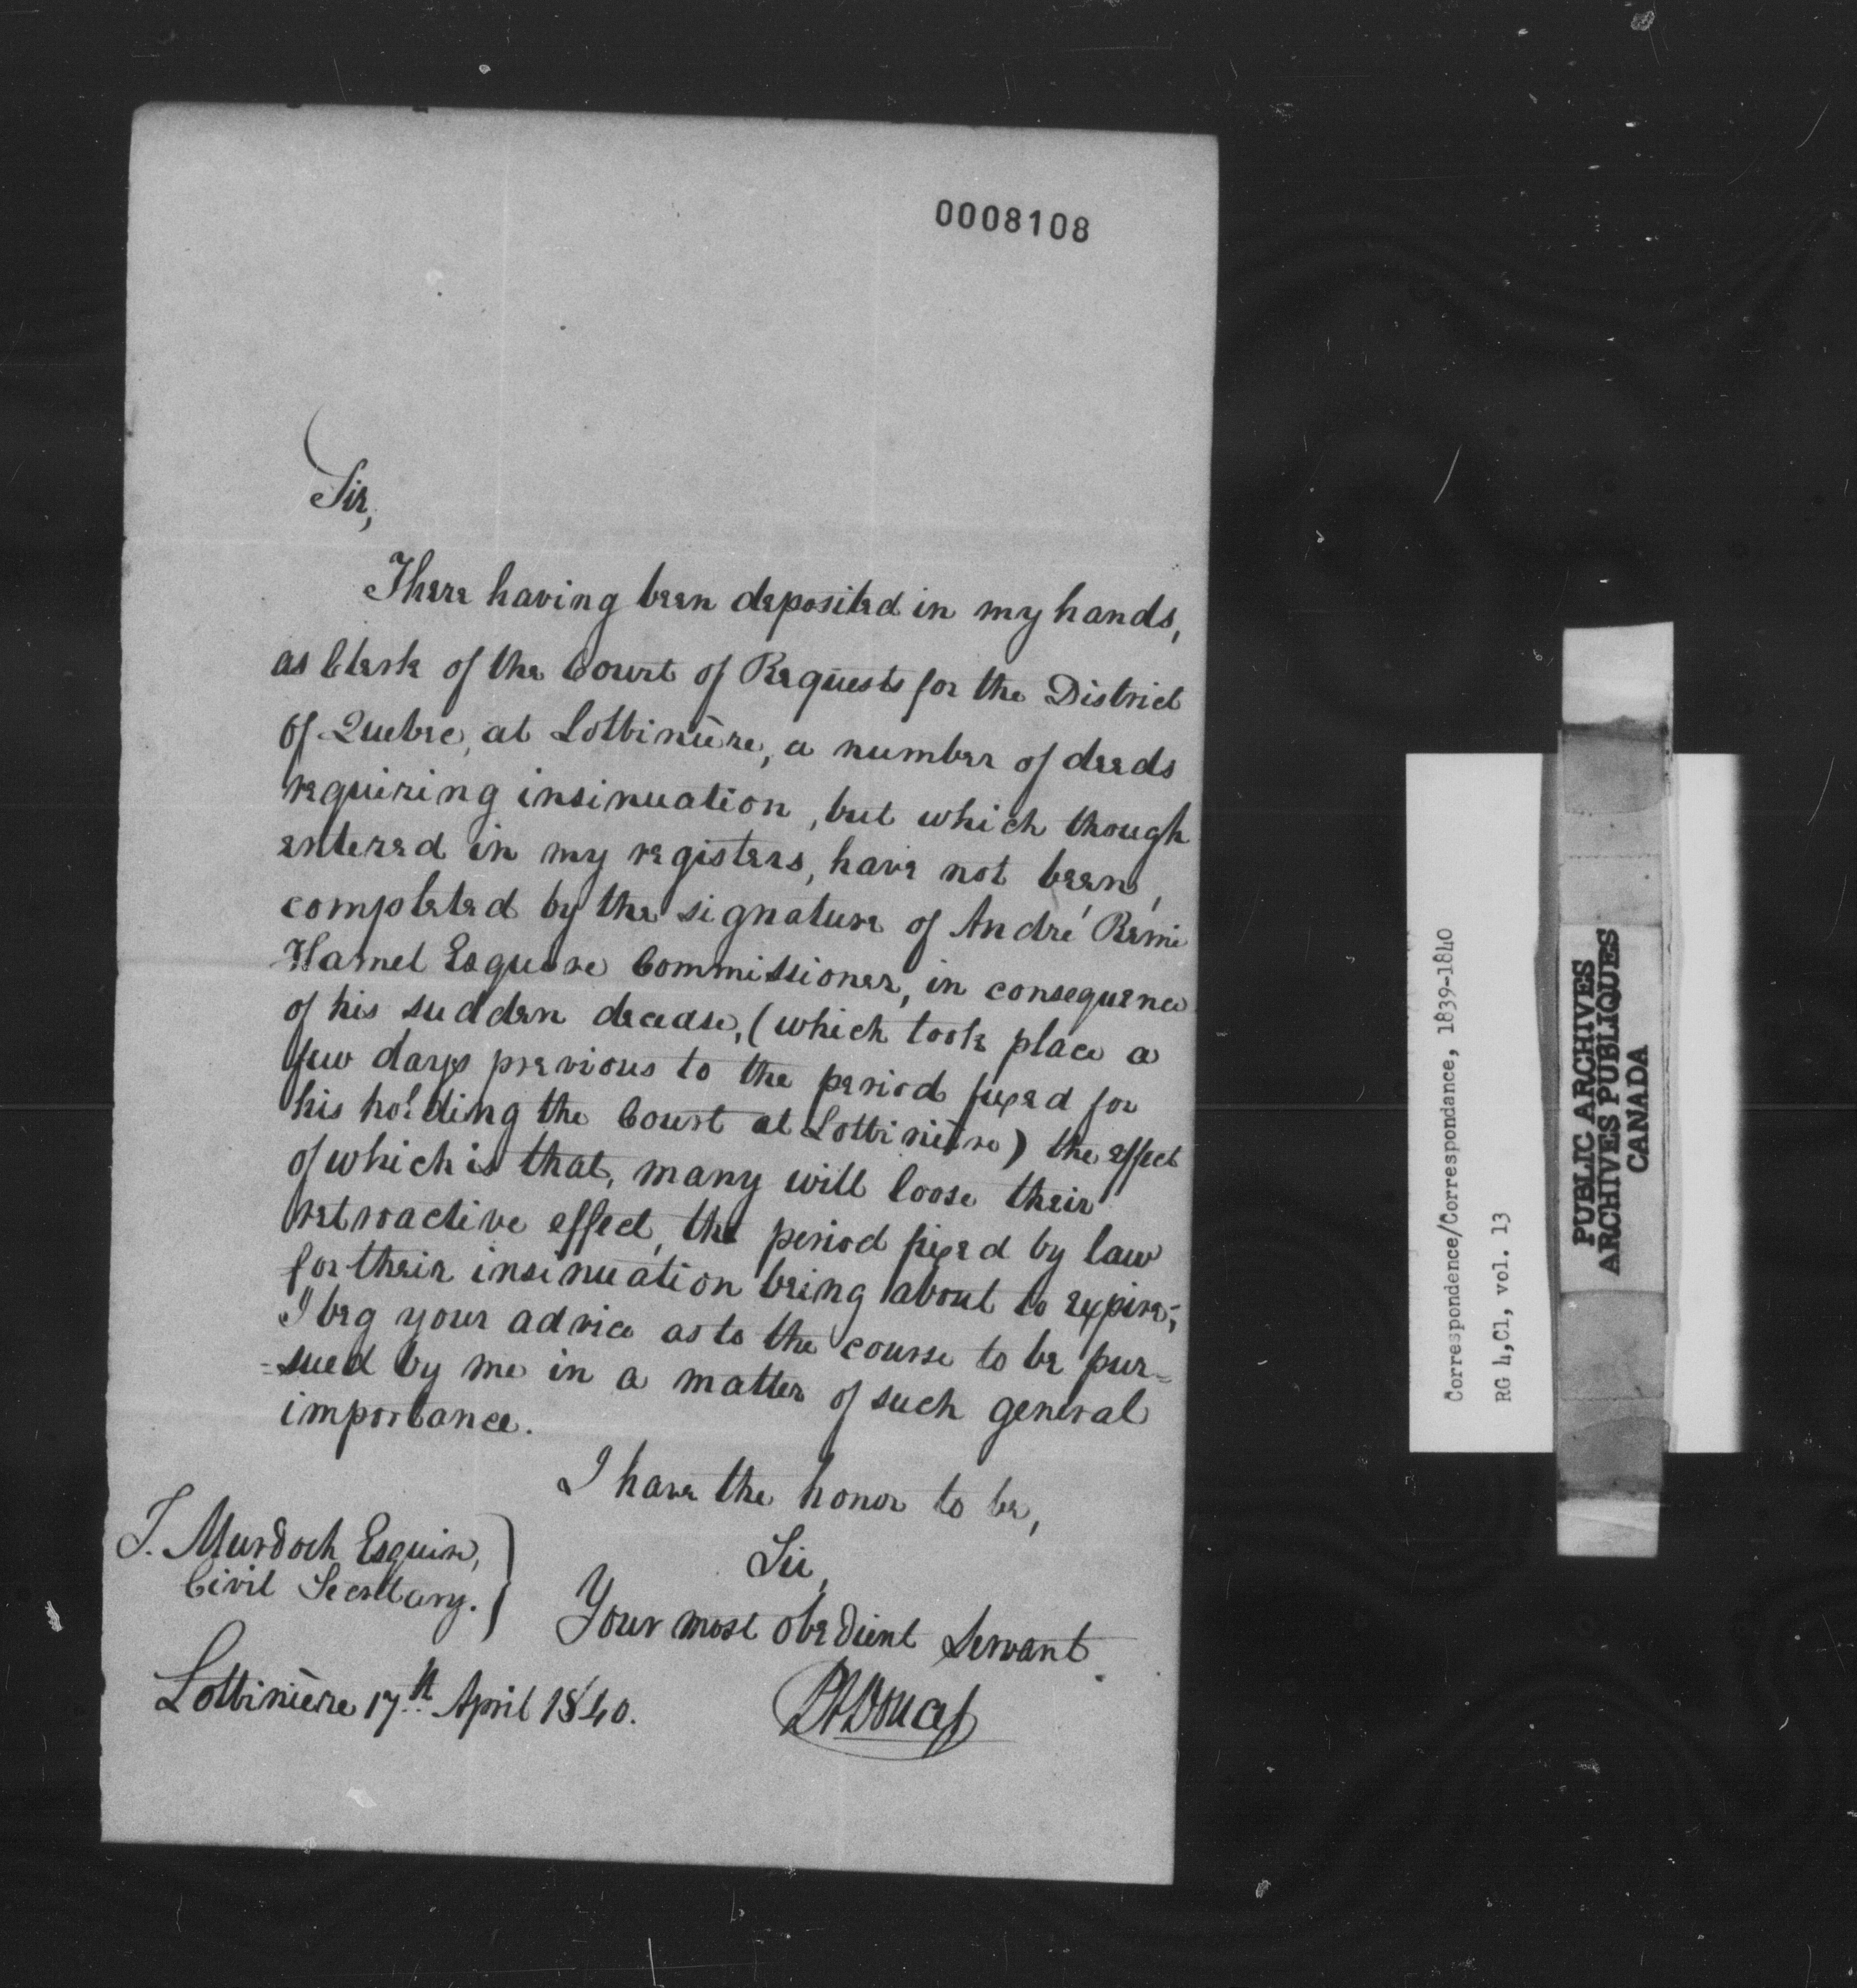 0008108
Sir,
There having been deposited in my hands,
as Clerk of the Court of Requests for the District
of Quebec, at Lotbinière, a number of deeds
requiring insinuation, but which though
entered in my registers, have not been,
completed by the signature of André Rémi
Hamel Esquire Commissioner, in consequence
of his sudden decease, (which took place a
few days previous to the period fixed for
his holding the Court at Lotbinière) the effect
of which is that, many will loose their
retroactive effect, the period fixed by law
for their insinuation being about to expire;
I beg your advice as to the course to be pur=
=sued by me in a matter of such general
importance.
I have the honor to be,
Sir,
Your most obedient Servant
T. Murdoch Esquire,
Civil Secretary.
Lotbinière 17th April 1840.
Correspondence/Correspondance, 1839-1840
RG 4,C1, vol. 13
PUBLIC ARCHIVES
ARCHIVES PUBLIQUES
CANADA